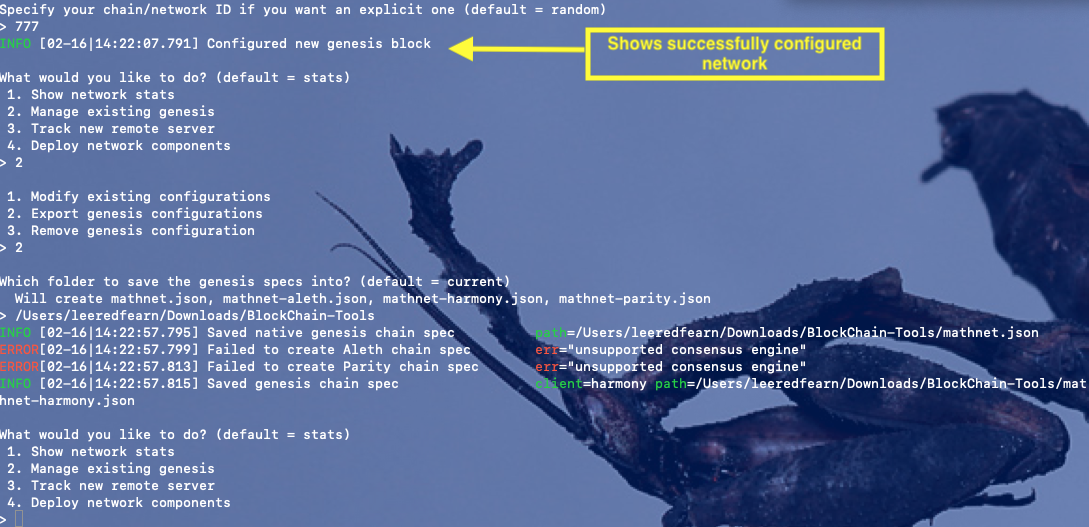 Specify your chain/network ID if you want an explicit one (default = random)
> 777
INFO [02-16|14:22:07.791] Configured new genesis block
Shows successfully configured
network
What would you like to do? (default = stats)
1. Show network stats
2. Manage existing genesis
3. Track new remote server
4. Deploy network components
> 2
1. Modify existing configurations
2. Export genesis configurations
3. Remove genesis configuration
> 2
Which folder to save the genesis specs into? (default = current)
Will create mathnet.json, mathnet-aleth.json, mathnet-harmony.json, mathnet-parity.json
> /Users/leeredfearn/Downloads/BlockChain-Tools
INFO [02-16|14:22:57.795] Saved native genesis chain spec path=/Users/leeredfearn/Downloads/BlockChain-Tools/mathnet.json
ERROR[02-16|14:22:57.799] Failed to create Aleth chain spec err="unsupported consensus engine"
ERROR[02-16|14:22:57.813] Failed to create Parity chain spec err="unsupported consensus engine"
INFO [02-16|14:22:57.815] Saved genesis chain spec client=harmony path=/Users/leeredfearn/Downloads/BlockChain-Tools/mat
hnet-harmony.json
What would you like to do? (default = stats)
1. Show network stats
2. Manage existing genesis
3. Track new remote server
4. Deploy network components
>